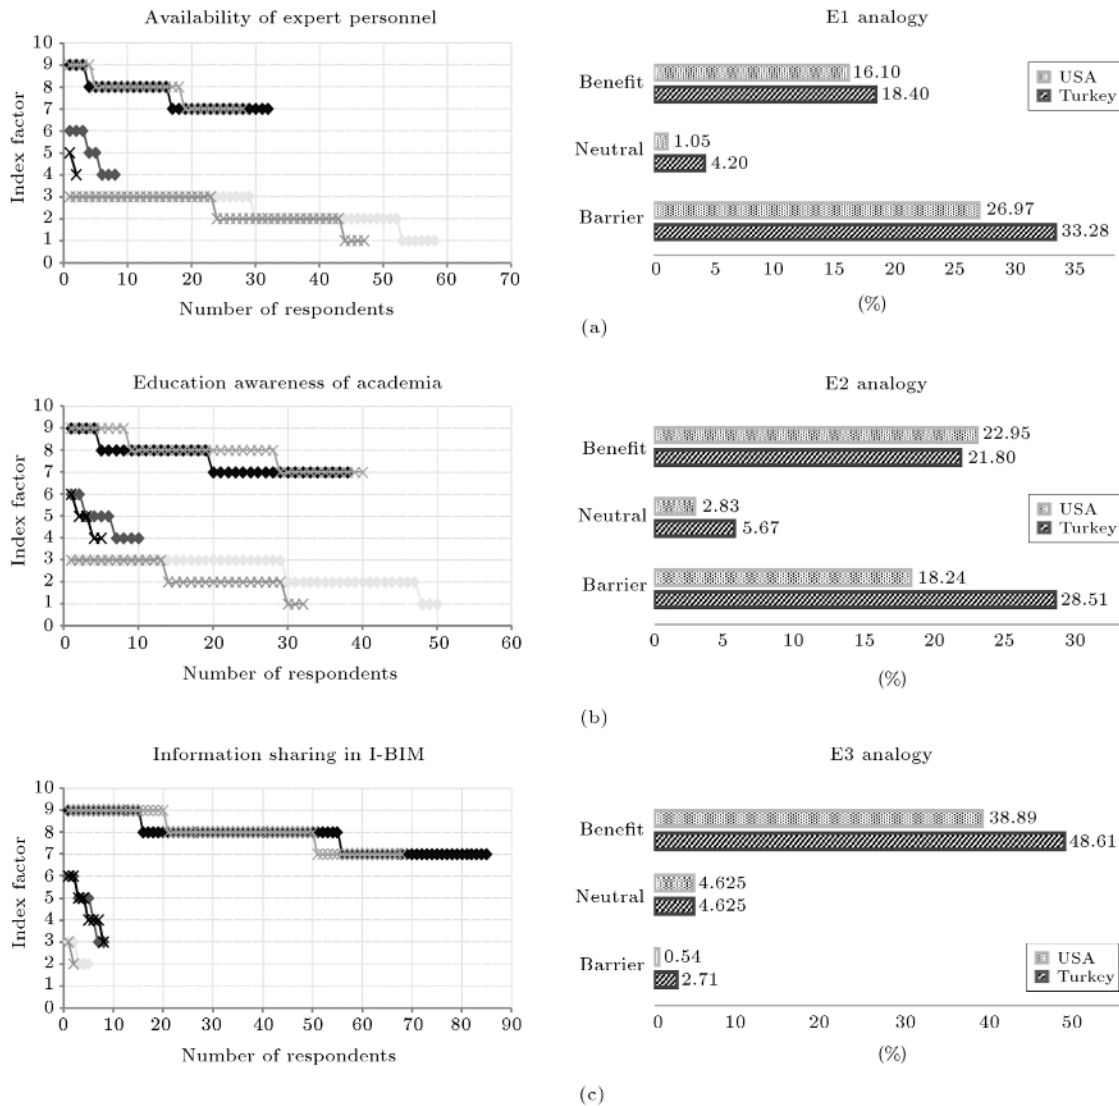 Availability of expert personnel
10
9
8
7
6
5
4
3
2
1
0
Index factor
0 10 20 30 40 50 60 70
Number of respondents
E1 analogy
Benefit
16.10
18.40
Neutral
1.05
4.20
Barrier
26.97
33.28
USA
Turkey
0 5 10 15 20 25 30 35
(%)
(a)
Education awareness of academia
10
9
8
7
6
5
4
3
2
1
0
Index factor
0 10 20 30 40 50 60
Number of respondents
E2 analogy
Benefit
22.95
21.80
Neutral
2.83
5.67
Barrier
18.24
28.51
USA
Turkey
0 5 10 15 20 25 30
(%)
(b)
Information sharing in I-BIM
10
9
8
7
6
5
4
3
2
1
0
Index factor
0 10 20 30 40 50 60 70 80 90
Number of respondents
E3 analogy
Benefit
38.89
48.61
Neutral
4.625
4.625
Barrier
0.54
2.71
USA
Turkey
0 10 20 30 40 50
(%)
(c)